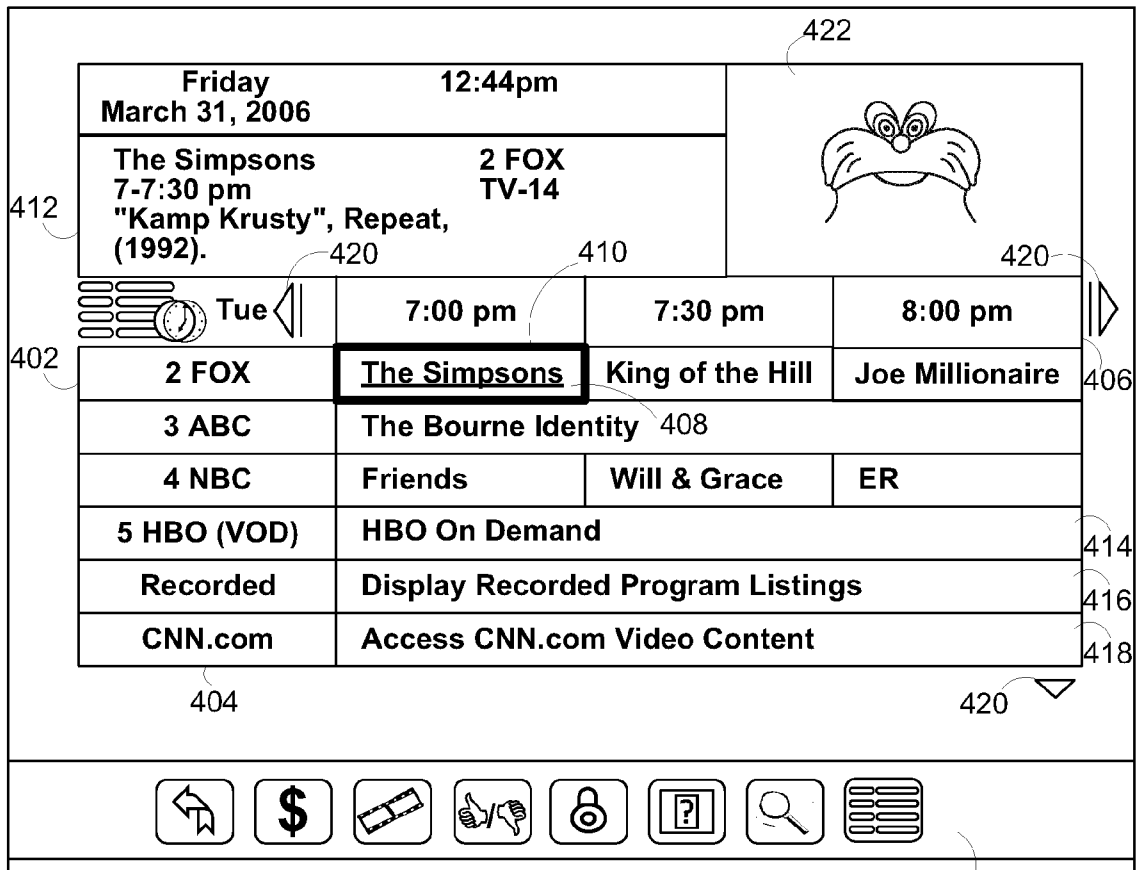 422
Friday 12:44pm
March 31, 2006
The Simpsons 2 FOX
7-7:30 pm TV-14
"Kamp Krusty", Repeat,
(1992).
412
420 410 420
Tue 7:00 pm 7:30 pm 8:00 pm
402
2 FOX The Simpsons King of the Hill Joe Millionaire
406
3 ABC The Bourne Identity 408
4 NBC Friends Will & Grace ER
5 HBO (VOD) HBO On Demand
414
Recorded Display Recorded Program Listings
416
CNN.com Access CNN.com Video Content
418
404 420
$ / ?